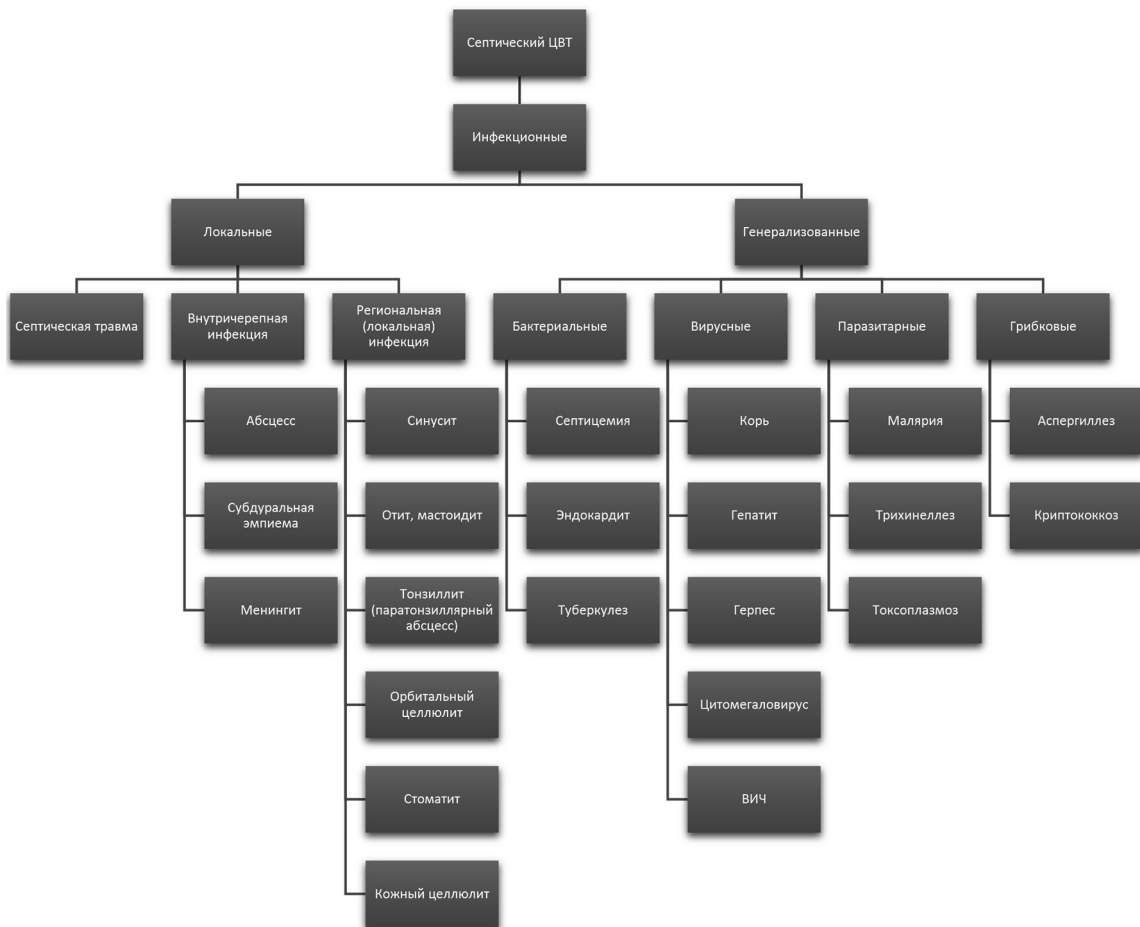 Септический ЦВТ
Инфекционные
Локальные
Генерализованные
Септическая травма
Внутричерепная
инфекция
Региональная
(локальная)
инфекция
Бактериальные
Вирусные
Паразитарные
Грибковые
Абсцесс
Синусит
Септицемия
Корь
Малярия
Аспергиллез
Субдуральная
эмпиема
Отит, мастоидит
Эндокардит
Гепатит
Трихинеллез
Криптококкоз
Менингит
Тонзиллит
(паратонзиллярный
абсцесс)
Туберкулез
Герпес
Токсоплазмоз
Орбитальный
целлюлит
Цитомегаловирус
Стоматит
ВИЧ
Кожный целлюлит